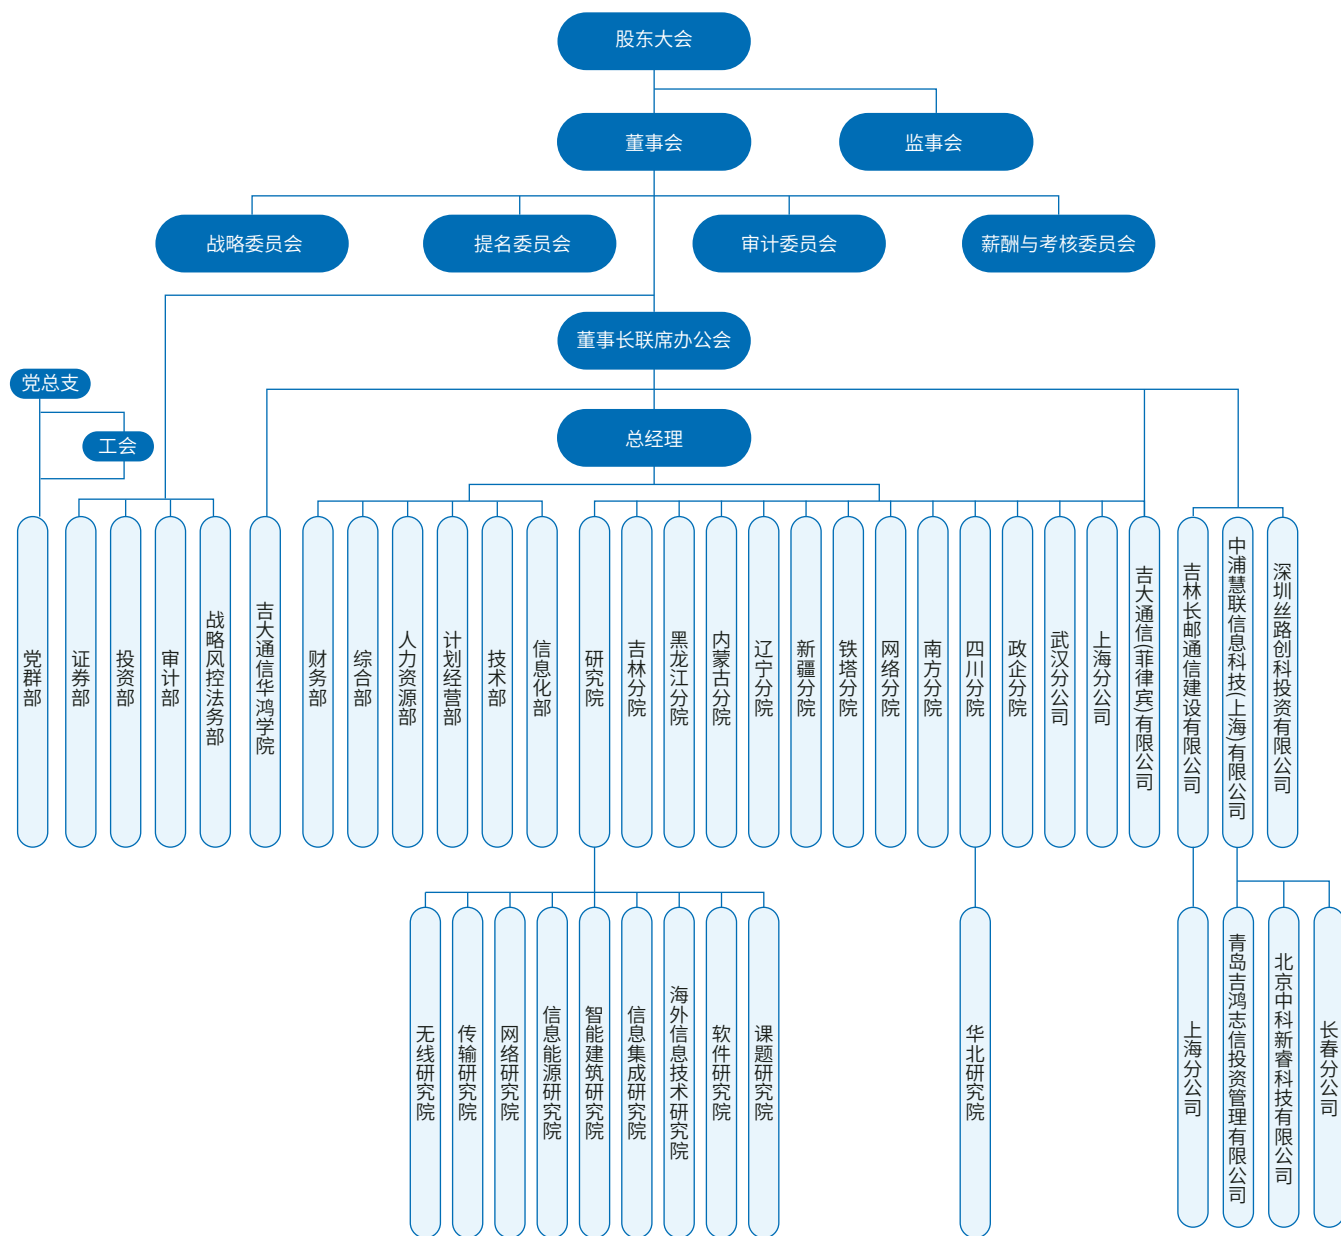 股东大会
董事会
监事会
战略委员会
提名委员会
审计委员会
薪酬与考核委员会
董事长联席办公会
党总支
总经理
工会
党群部
证券部
投资部
审计部
战略风控法务部
吉大通信华鸿学院
财务部
综合部
人力资源部
计划经营部
技术部
信息化部
研究院
吉林分院
黑龙江分院
内蒙古分院
辽宁分院
新疆分院
铁塔分院
网络分院
南方分院
四川分院
政企分院
武汉分公司
上海分公司
吉大通信(菲律宾)有限公司
吉林长邮通信建设有限公司
中浦慧联信息科技(上海)有限公司
深圳丝路创科投资有限公司
无线研究院
传输研究院
网络研究院
信息能源研究院
智能建筑研究院
信息集成研究院
海外信息技术研究院
软件研究院
课题研究院
华北研究院
上海分公司
青岛吉鸿志信投资管理有限公司
北京中科新睿科技有限公司
长春分公司